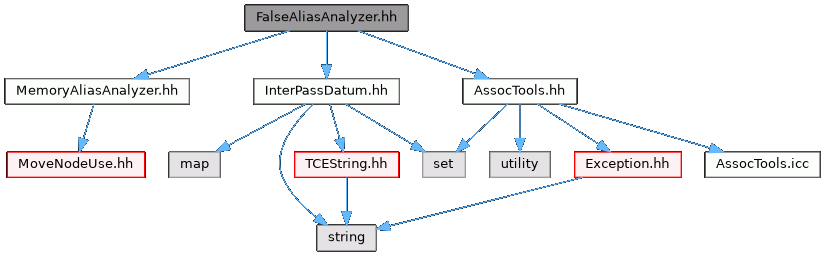 FalseAliasAnalyzer.hh
MemoryAliasAnalyzer.hh
InterPassDatum.hh
AssocTools.hh
MoveNodeUse.hh
map
TCEString.hh
set
utility
Exception.hh
AssocTools.icc
string